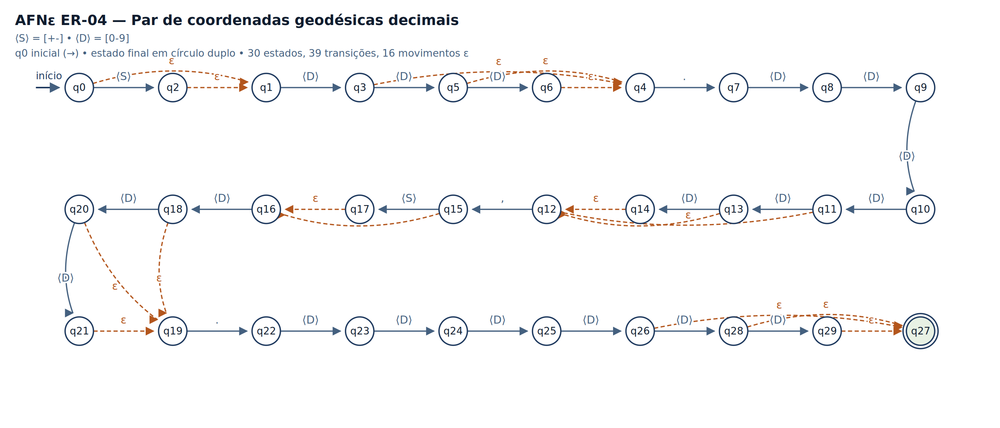 AFNε ER-04 — Par de coordenadas geodésicas decimais
⟨S⟩ = [+-] • ⟨D⟩ = [0-9]
q0 inicial (→) • estado final em círculo duplo • 30 estados, 39 transições, 16 movimentos ε
ε ε ε
início ⟨S⟩ ε ⟨D⟩ ⟨D⟩ ⟨D⟩ ε . ⟨D⟩ ⟨D⟩
q0 q2 q1 q3 q5 q6 q4 q7 q8 q9
⟨D⟩
⟨D⟩ ⟨D⟩ ε ⟨S⟩ , ε ⟨D⟩ ⟨D⟩ ⟨D⟩
q20 q18 q16 q17 q15 q12 q14 q13 q11 q10
ε
⟨D⟩ ε
ε
ε ε
ε . ⟨D⟩ ⟨D⟩ ⟨D⟩ ⟨D⟩ ⟨D⟩ ⟨D⟩ ε
q21 q19 q22 q23 q24 q25 q26 q28 q29 q27